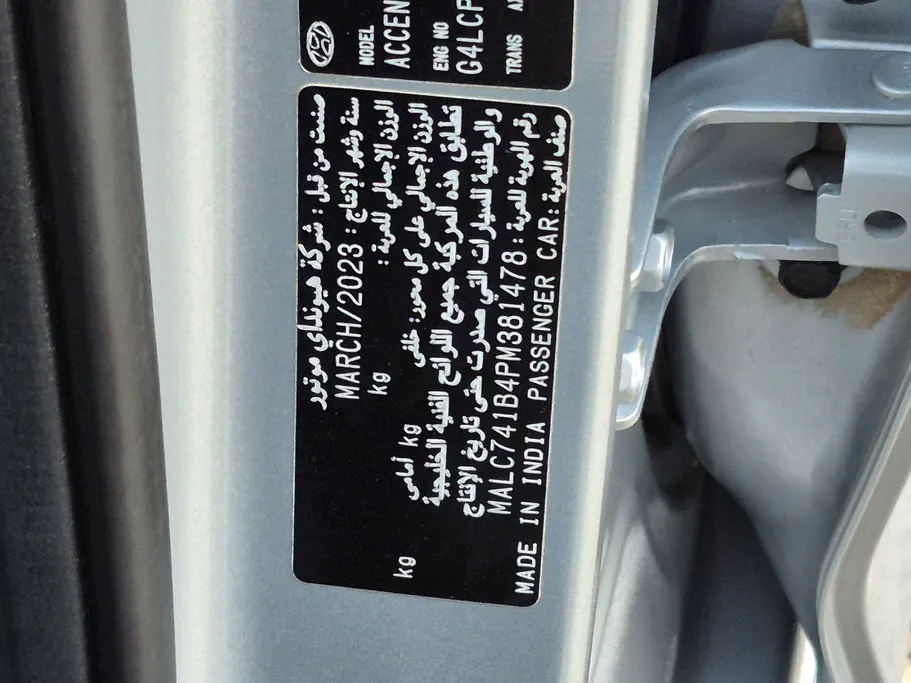 MODEL
ACCEN
ENG NO
G4LCP
TRANS
صنعت من قبل : شركة هيونداي موتور
سنة وشهر الإنتاج : MARCH/2023
الوزن الإجمالي للعربة : kg
الوزن الإجمالي على كل محور: خلفي kg أمامي kg
تطابق هذه المركبة جميع اللوائح الفنية الخليجية
والوطنية للسيارات التي صدرت حتى تاريخ الإنتاج
رقم الهوية للعربة : MALC741B4PM381478
صنف العربة: MADE IN INDIA PASSENGER CAR